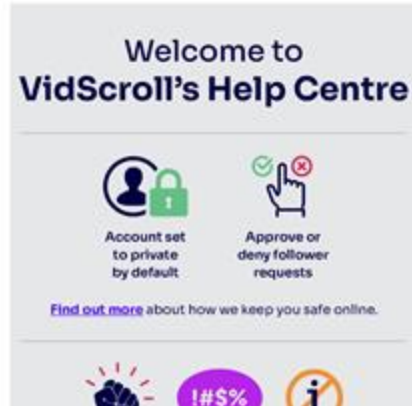 Welcome to
VidScroll's Help Centre
Account set
to private
by default
Approve or
deny follower
requests
Find out more about how we keep you safe online.
!#$%
i